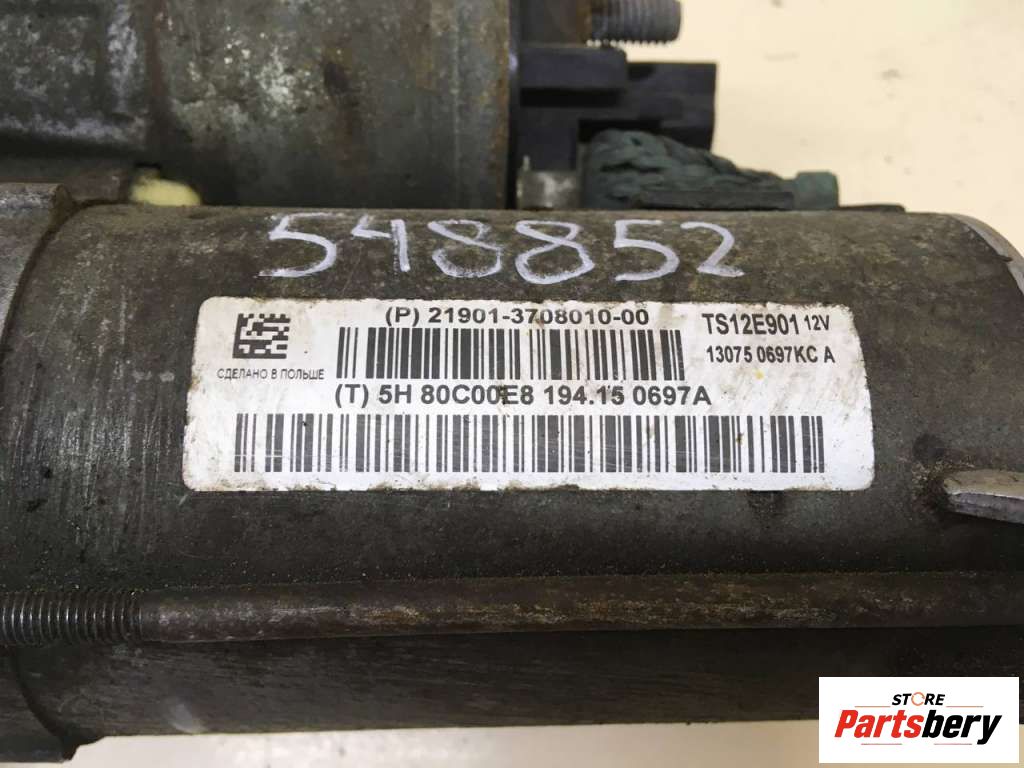 548852
(P) 21901-3708010-00
TS12E901 12V
13075 0697KC A
СДЕЛАНО В ПОЛЬШЕ
(T) 5H 80C00E8 194.15 0697A
STORE
Partsbery